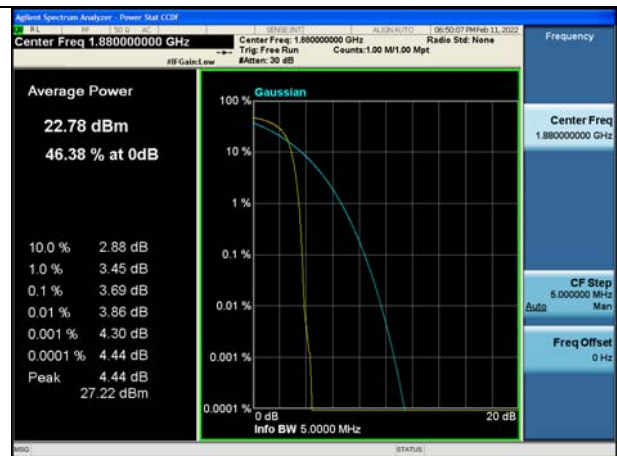 Agilent Spectrum Analyzer - Power Stat CCDF
RL RF 50 Ω AC SENSE:INT ALIGN AUTO 06:50:07 PM Feb 11, 2022
Center Freq 1.880000000 GHz
Center Freq: 1.880000000 GHz Radio Std: None
Trig: Free Run Counts:1.00 M/1.00 Mpt
#IFGain:Low #Atten: 30 dB
Frequency
Average Power
22.78 dBm
46.38 % at 0dB
10.0 % 2.88 dB
1.0 % 3.45 dB
0.1 % 3.69 dB
0.01 % 3.86 dB
0.001 % 4.30 dB
0.0001 % 4.44 dB
Peak 4.44 dB
27.22 dBm
Gaussian
100 %
10 %
1 %
0.1 %
0.01 %
0.001 %
0.0001 %
0 dB 20 dB
Info BW 5.0000 MHz
Center Freq
1.880000000 GHz
CF Step
5.000000 MHz
Auto Man
Freq Offset
0 Hz
MSG STATUS